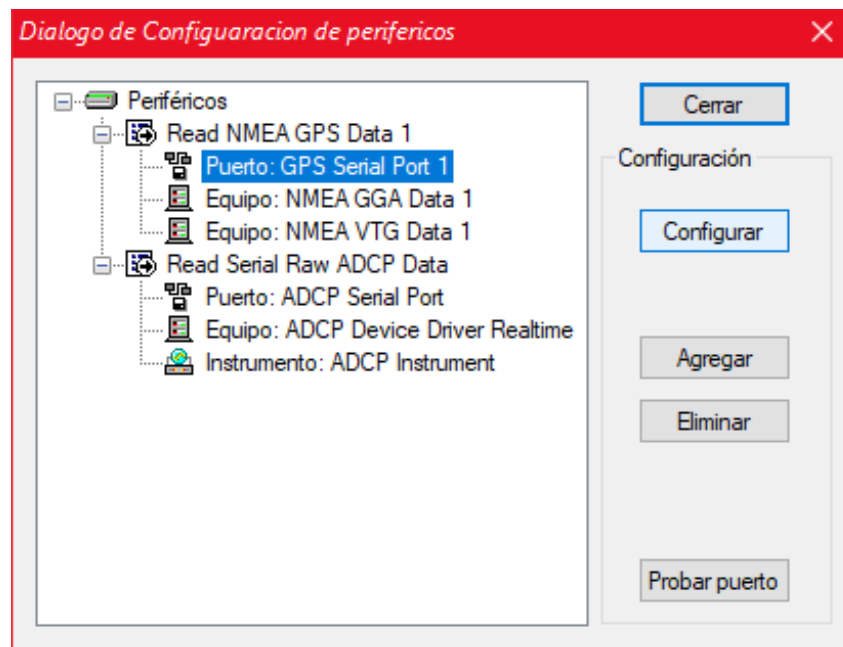 Dialogo de Configuaracion de perifericos
Periféricos
Read NMEA GPS Data 1
Puerto: GPS Serial Port 1
Equipo: NMEA GGA Data 1
Equipo: NMEA VTG Data 1
Read Serial Raw ADCP Data
Puerto: ADCP Serial Port
Equipo: ADCP Device Driver Realtime
Instrumento: ADCP Instrument
Cerrar
Configuración
Configurar
Agregar
Eliminar
Probar puerto